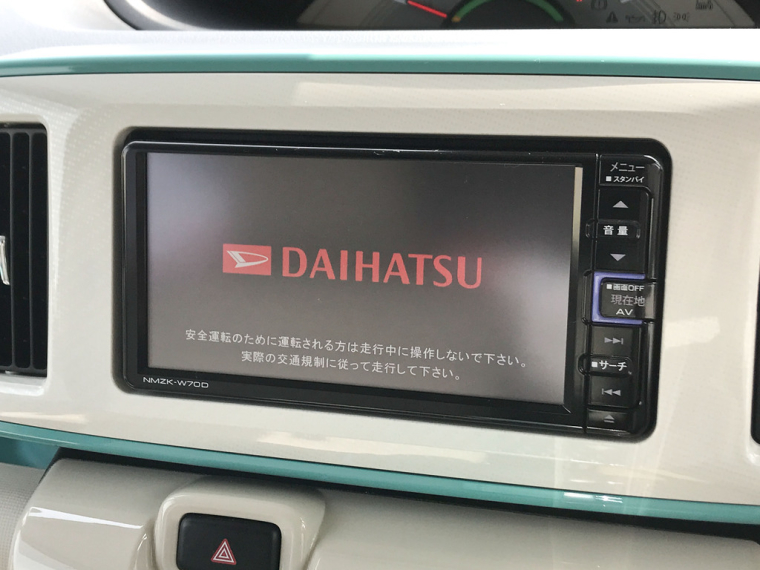 DAIHATSU
安全運転のために運転される方は走行中に操作しないで下さい。
実際の交通規制に従って走行して下さい。
NMZK-W70D
メニュー
■スタンバイ
音量
■画面OFF
現在地
AV
■サーチ